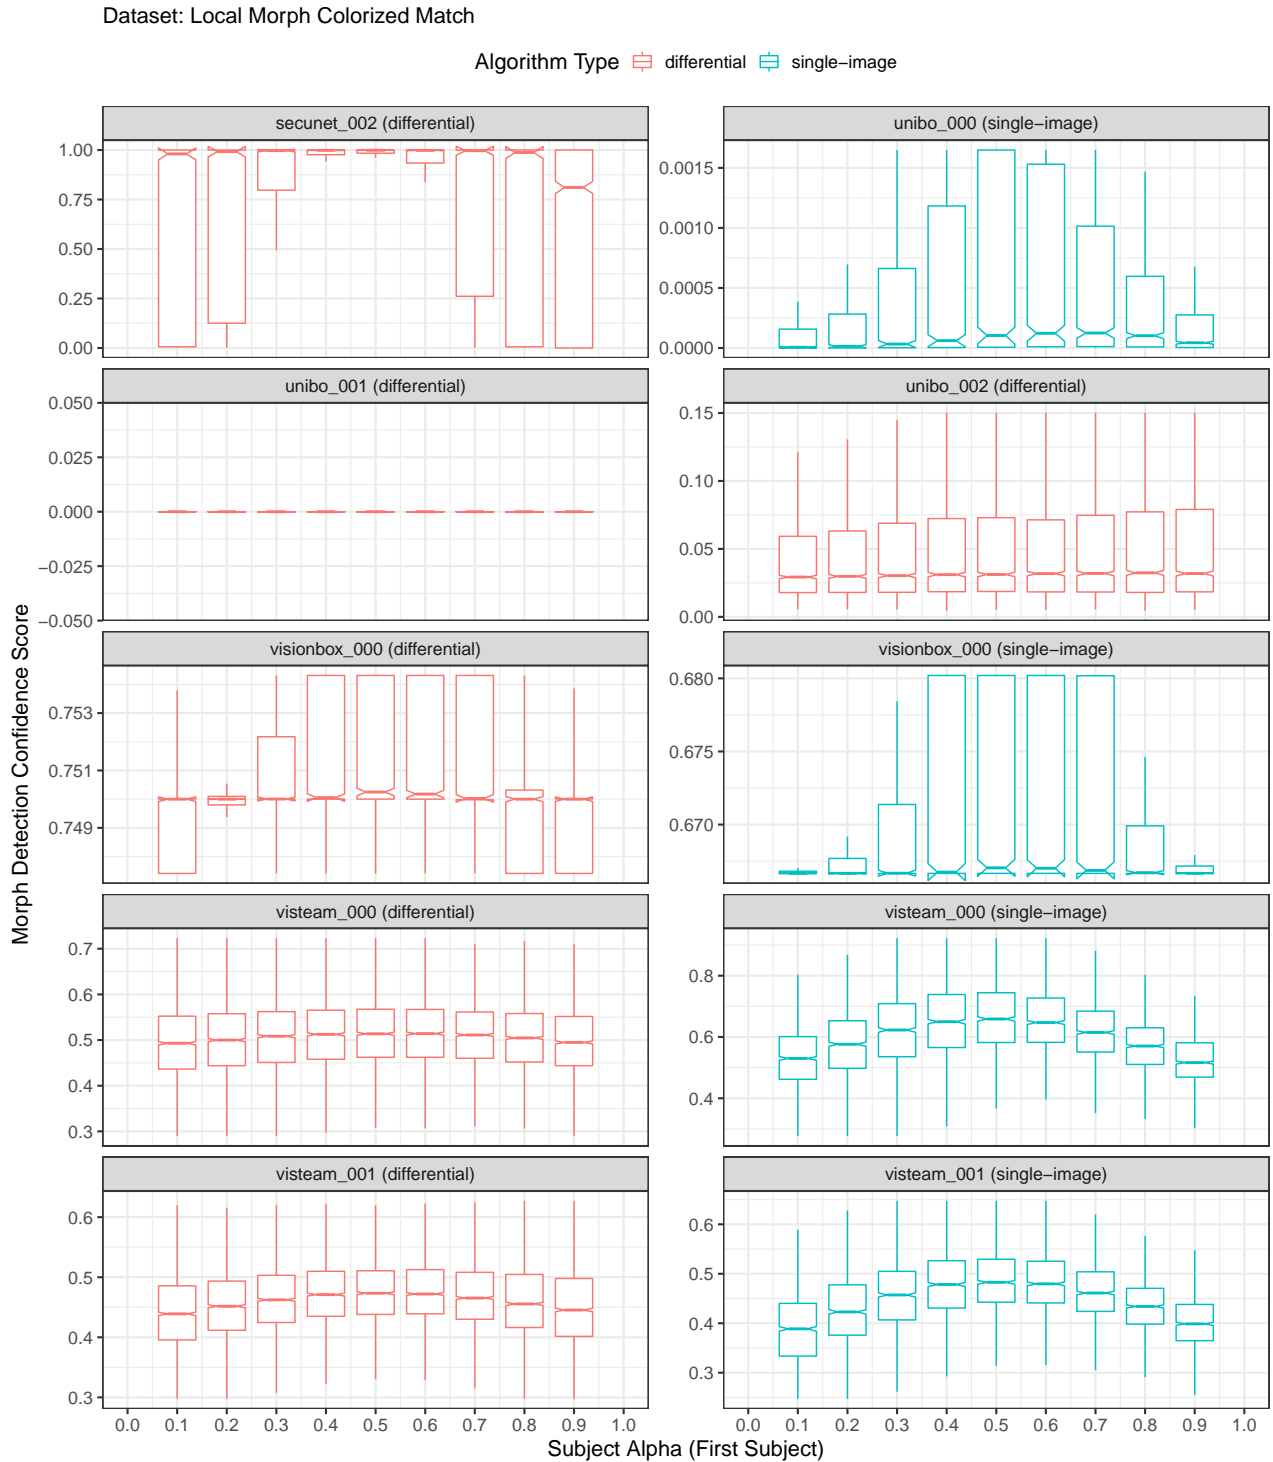 Dataset: Local Morph Colorized Match
Algorithm Type differential single−image
secunet_002 (differential)
1.00
0.75
0.50
0.25
0.00
unibo_000 (single−image)
0.0015
0.0010
0.0005
0.0000
unibo_001 (differential)
0.050
0.025
0.000
−0.025
−0.050
unibo_002 (differential)
0.15
0.10
0.05
0.00
visionbox_000 (differential)
0.753
0.751
0.749
visionbox_000 (single−image)
0.680
0.675
0.670
visteam_000 (differential)
0.7
0.6
0.5
0.4
0.3
visteam_000 (single−image)
0.8
0.6
0.4
visteam_001 (differential)
0.6
0.5
0.4
0.3
visteam_001 (single−image)
0.6
0.5
0.4
0.3
0.0 0.1 0.2 0.3 0.4 0.5 0.6 0.7 0.8 0.9 1.0
0.0 0.1 0.2 0.3 0.4 0.5 0.6 0.7 0.8 0.9 1.0
Subject Alpha (First Subject)
Morph Detection Confidence Score